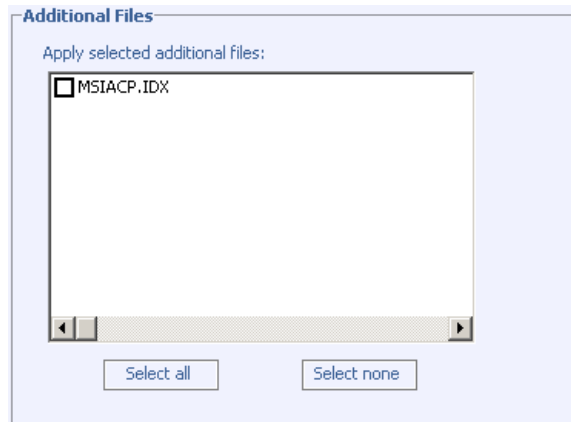 Additional Files
Apply selected additional files:
MSIACP.IDX
Select all
Select none